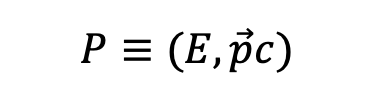 P ≡ (E, p⃗c)